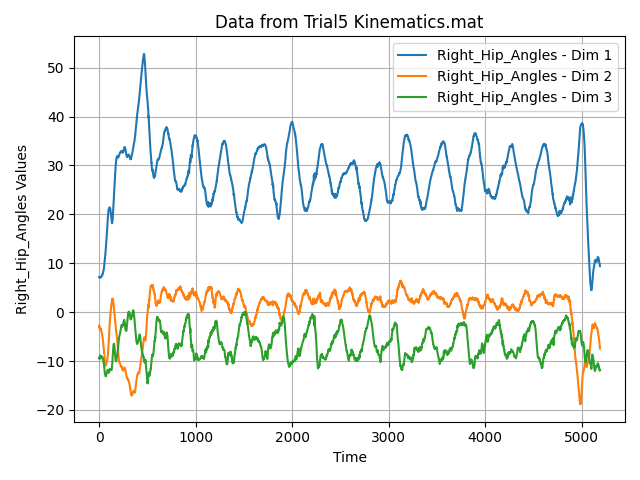 Data from Trial5 Kinematics.mat
Right_Hip_Angles - Dim 1
Right_Hip_Angles - Dim 2
Right_Hip_Angles - Dim 3
Right_Hip_Angles Values
50
40
30
20
10
0
−10
−20
0
1000
2000
3000
4000
5000
Time